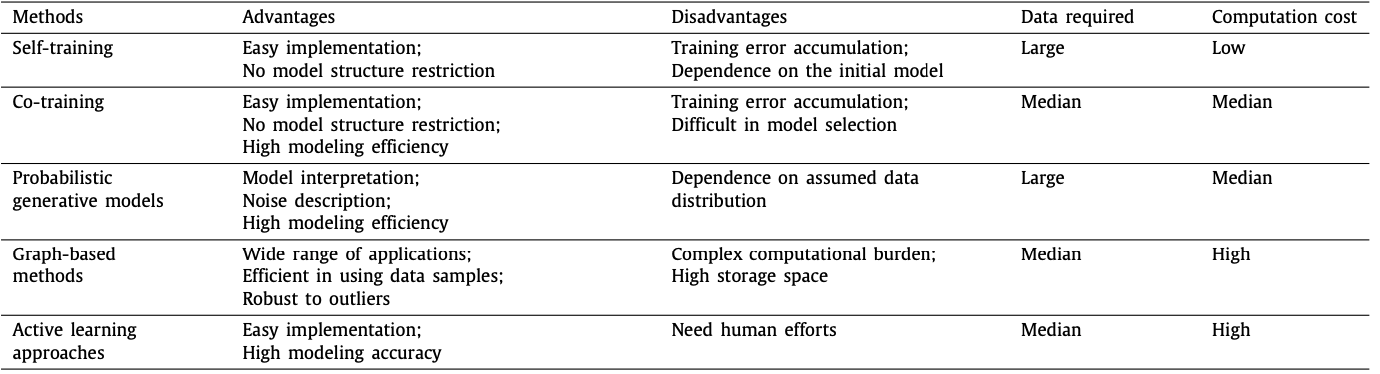 Methods Advantages Disadvantages Data required Computation cost
Self-training Easy implementation; Training error accumulation; Large Low
No model structure restriction Dependence on the initial model
Co-training Easy implementation; Training error accumulation; Median Median
No model structure restriction; Difficult in model selection
High modeling efficiency
Probabilistic Model interpretation; Dependence on assumed data Large Median
generative models Noise description; distribution
High modeling efficiency
Graph-based Wide range of applications; Complex computational burden; Median High
methods Efficient in using data samples; High storage space
Robust to outliers
Active learning Easy implementation; Need human efforts Median High
approaches High modeling accuracy